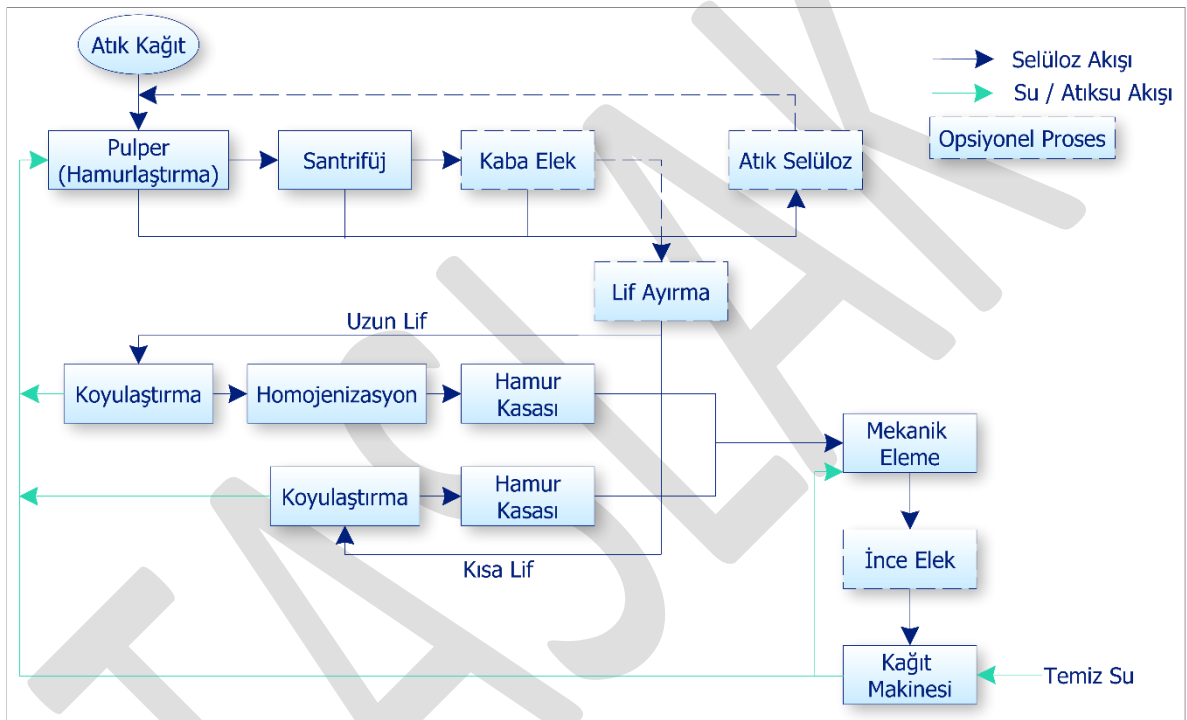 Atık Kağıt
Selüloz Akışı
Su / Atıksu Akışı
Opsiyonel Proses
Pulper
(Hamurlaştırma)
Santrifüj
Kaba Elek
Atık Selüloz
Lif Ayırma
Uzun Lif
Koyulaştırma
Homojenizasyon
Hamur
Kasası
Mekanik
Eleme
Koyulaştırma
Hamur
Kasası
Kısa Lif
İnce Elek
Kağıt
Makinesi
Temiz Su
TASLAK